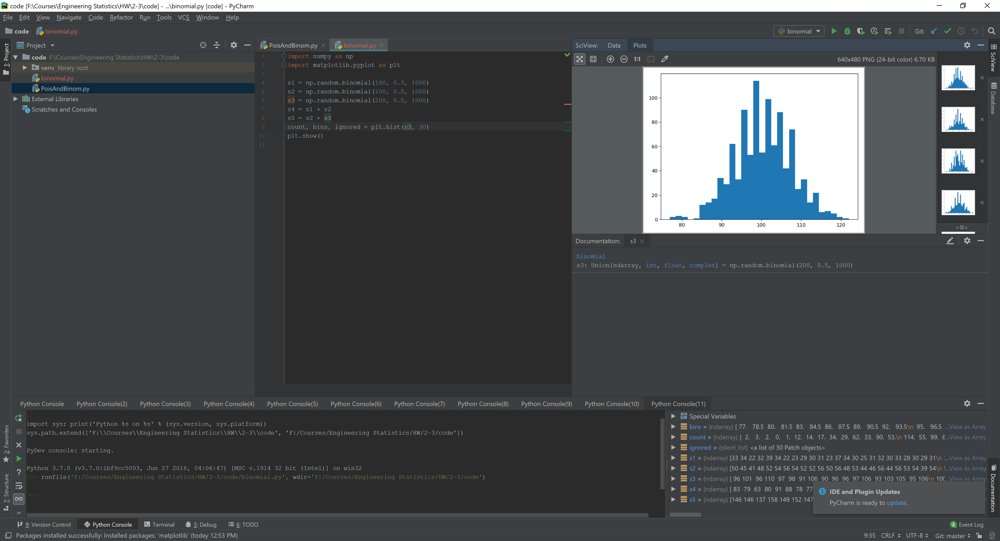 code [F:\Courses\Engineering Statistics\HW\2-3\code] - ...\binomial.py [code] - PyCharm
File Edit View Navigate Code Refactor Run Tools VCS Window Help
code binomial.py
binomial Git:
1: Project
Project
code F:\Courses\Engineering Statistics\HW\2-3\code
venv library root
binomial.py
PoisAndBinom.py
External Libraries
Scratches and Consoles
PoisAndBinom.py binomial.py
1 import numpy as np
2 import matplotlib.pyplot as plt
3
4 s1 = np.random.binomial(100, 0.3, 1000)
5 s2 = np.random.binomial(100, 0.5, 1000)
6 s3 = np.random.binomial(200, 0.5, 1000)
7 s4 = s1 + s2
8 s5 = s2 + s3
9 count, bins, ignored = plt.hist(s3, 30)
10 plt.show()
11
SciView: Data Plots
1:1 640x480 PNG (24-bit color) 6.70 KB
100
80
60
40
20
0
80 90 100 110 120
6
SciView
Database
Documentation: s3
binomial
s3: Union[ndarray, int, float, complex] = np.random.binomial(200, 0.5, 1000)
Python Console Python Console(2) Python Console(3) Python Console(4) Python Console(5) Python Console(6) Python Console(7) Python Console(8) Python Console(9) Python Console(10) Python Console(11)
import sys; print('Python %s on %s' % (sys.version, sys.platform))
sys.path.extend(['F:\\Courses\\Engineering Statistics\\HW\\2-3\\code', 'F:/Courses/Engineering Statistics/HW/2-3/code'])
PyDev console: starting.
Python 3.7.0 (v3.7.0:1bf9cc5093, Jun 27 2018, 04:06:47) [MSC v.1914 32 bit (Intel)] on win32
>>> runfile('F:/Courses/Engineering Statistics/HW/2-3/code/binomial.py', wdir='F:/Courses/Engineering Statistics/HW/2-3/code')
>>>
Special Variables
bins = {ndarray} [ 77. 78.5 80. 81.5 83. 84.5 86. 87.5 89. 90.5 92. 93.5\n 95. 96.5 ...View as Array
count = {ndarray} [ 2. 3. 2. 0. 1. 12. 14. 17. 34. 29. 62. 33. 90. 53.\n 114. 55. 99. 6...View as Array
ignored = {silent_list} <a list of 30 Patch objects>
s1 = {ndarray} [33 34 22 32 39 34 22 23 29 30 31 23 37 34 30 25 31 32 30 33 28 30 29 31\n ...View as Array
s2 = {ndarray} [50 45 41 48 52 54 56 54 52 52 56 50 56 48 53 44 46 56 44 56 53 54 39 54\n ...View as Array
s3 = {ndarray} [ 96 101 96 110 97 98 91 106 90 96 96 97 106 93 103 105 95 106\n 100...View as Array
s4 = {ndarray} [ 83 79 63 80 91 88 78 77
s5 = {ndarray} [146 146 137 158 149 152 147
IDE and Plugin Updates
PyCharm is ready to update.
2: Favorites
7: Structure
Documentation
9: Version Control Python Console Terminal 5: Debug 6: TODO 2 Event Log
Packages installed successfully: Installed packages: 'matplotlib' (today 12:53 PM) 9:35 CRLF UTF-8 Git: master